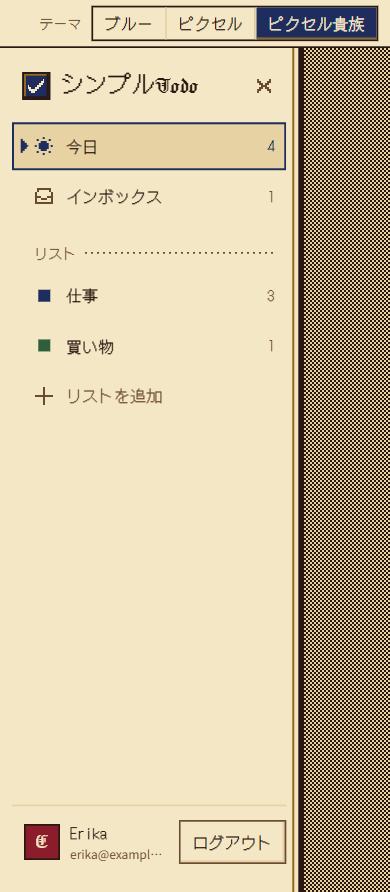 テーマ ブルー ピクセル ピクセル貴族
シンプルTodo
今日 4
インボックス 1
リスト
仕事 3
買い物 1
リストを追加
E Erika
erika@exampl… ログアウト